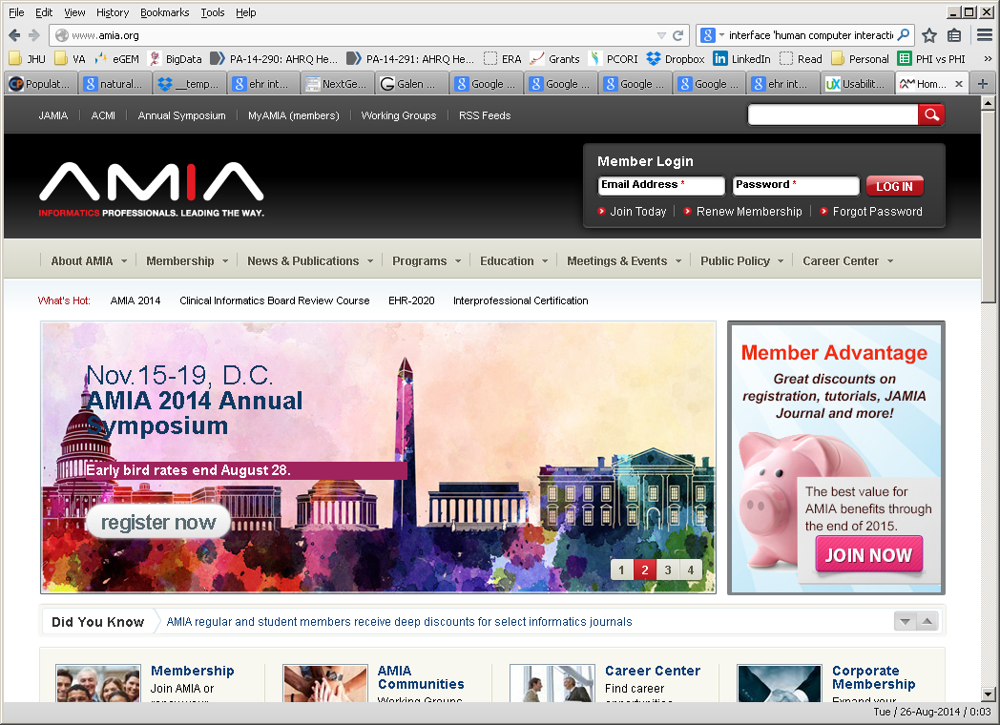 File Edit View History Bookmarks Tools Help
www.amia.org
interface 'human computer interacti
JHU VA eGEM BigData PA-14-290: AHRQ He... PA-14-291: AHRQ He... ERA Grants PCORI Dropbox LinkedIn Read Personal PHI vs PHI
Populat... natural... __temp... ehr int... NextGe... Galen ... Google ... Google ... Google ... Google ... ehr int... Usabilit... Hom...
JAMIA ACMI Annual Symposium MyAMIA (members) Working Groups RSS Feeds
AMIA
INFORMATICS PROFESSIONALS. LEADING THE WAY.
Member Login
Email Address * Password * LOG IN
Join Today Renew Membership Forgot Password
About AMIA Membership News & Publications Programs Education Meetings & Events Public Policy Career Center
What's Hot: AMIA 2014 Clinical Informatics Board Review Course EHR-2020 Interprofessional Certification
Nov.15-19, D.C.
AMIA 2014 Annual
Symposium
Early bird rates end August 28.
register now
1 2 3 4
Member Advantage
Great discounts on
registration, tutorials, JAMIA
Journal and more!
The best value for
AMIA benefits through
the end of 2015.
JOIN NOW
Did You Know AMIA regular and student members receive deep discounts for select informatics journals
Membership
Join AMIA or
renew your
AMIA
Communities
Working Groups
Career Center
Find career
opportunities
Corporate
Membership
Expand your
Tue / 26-Aug-2014 / 0:03